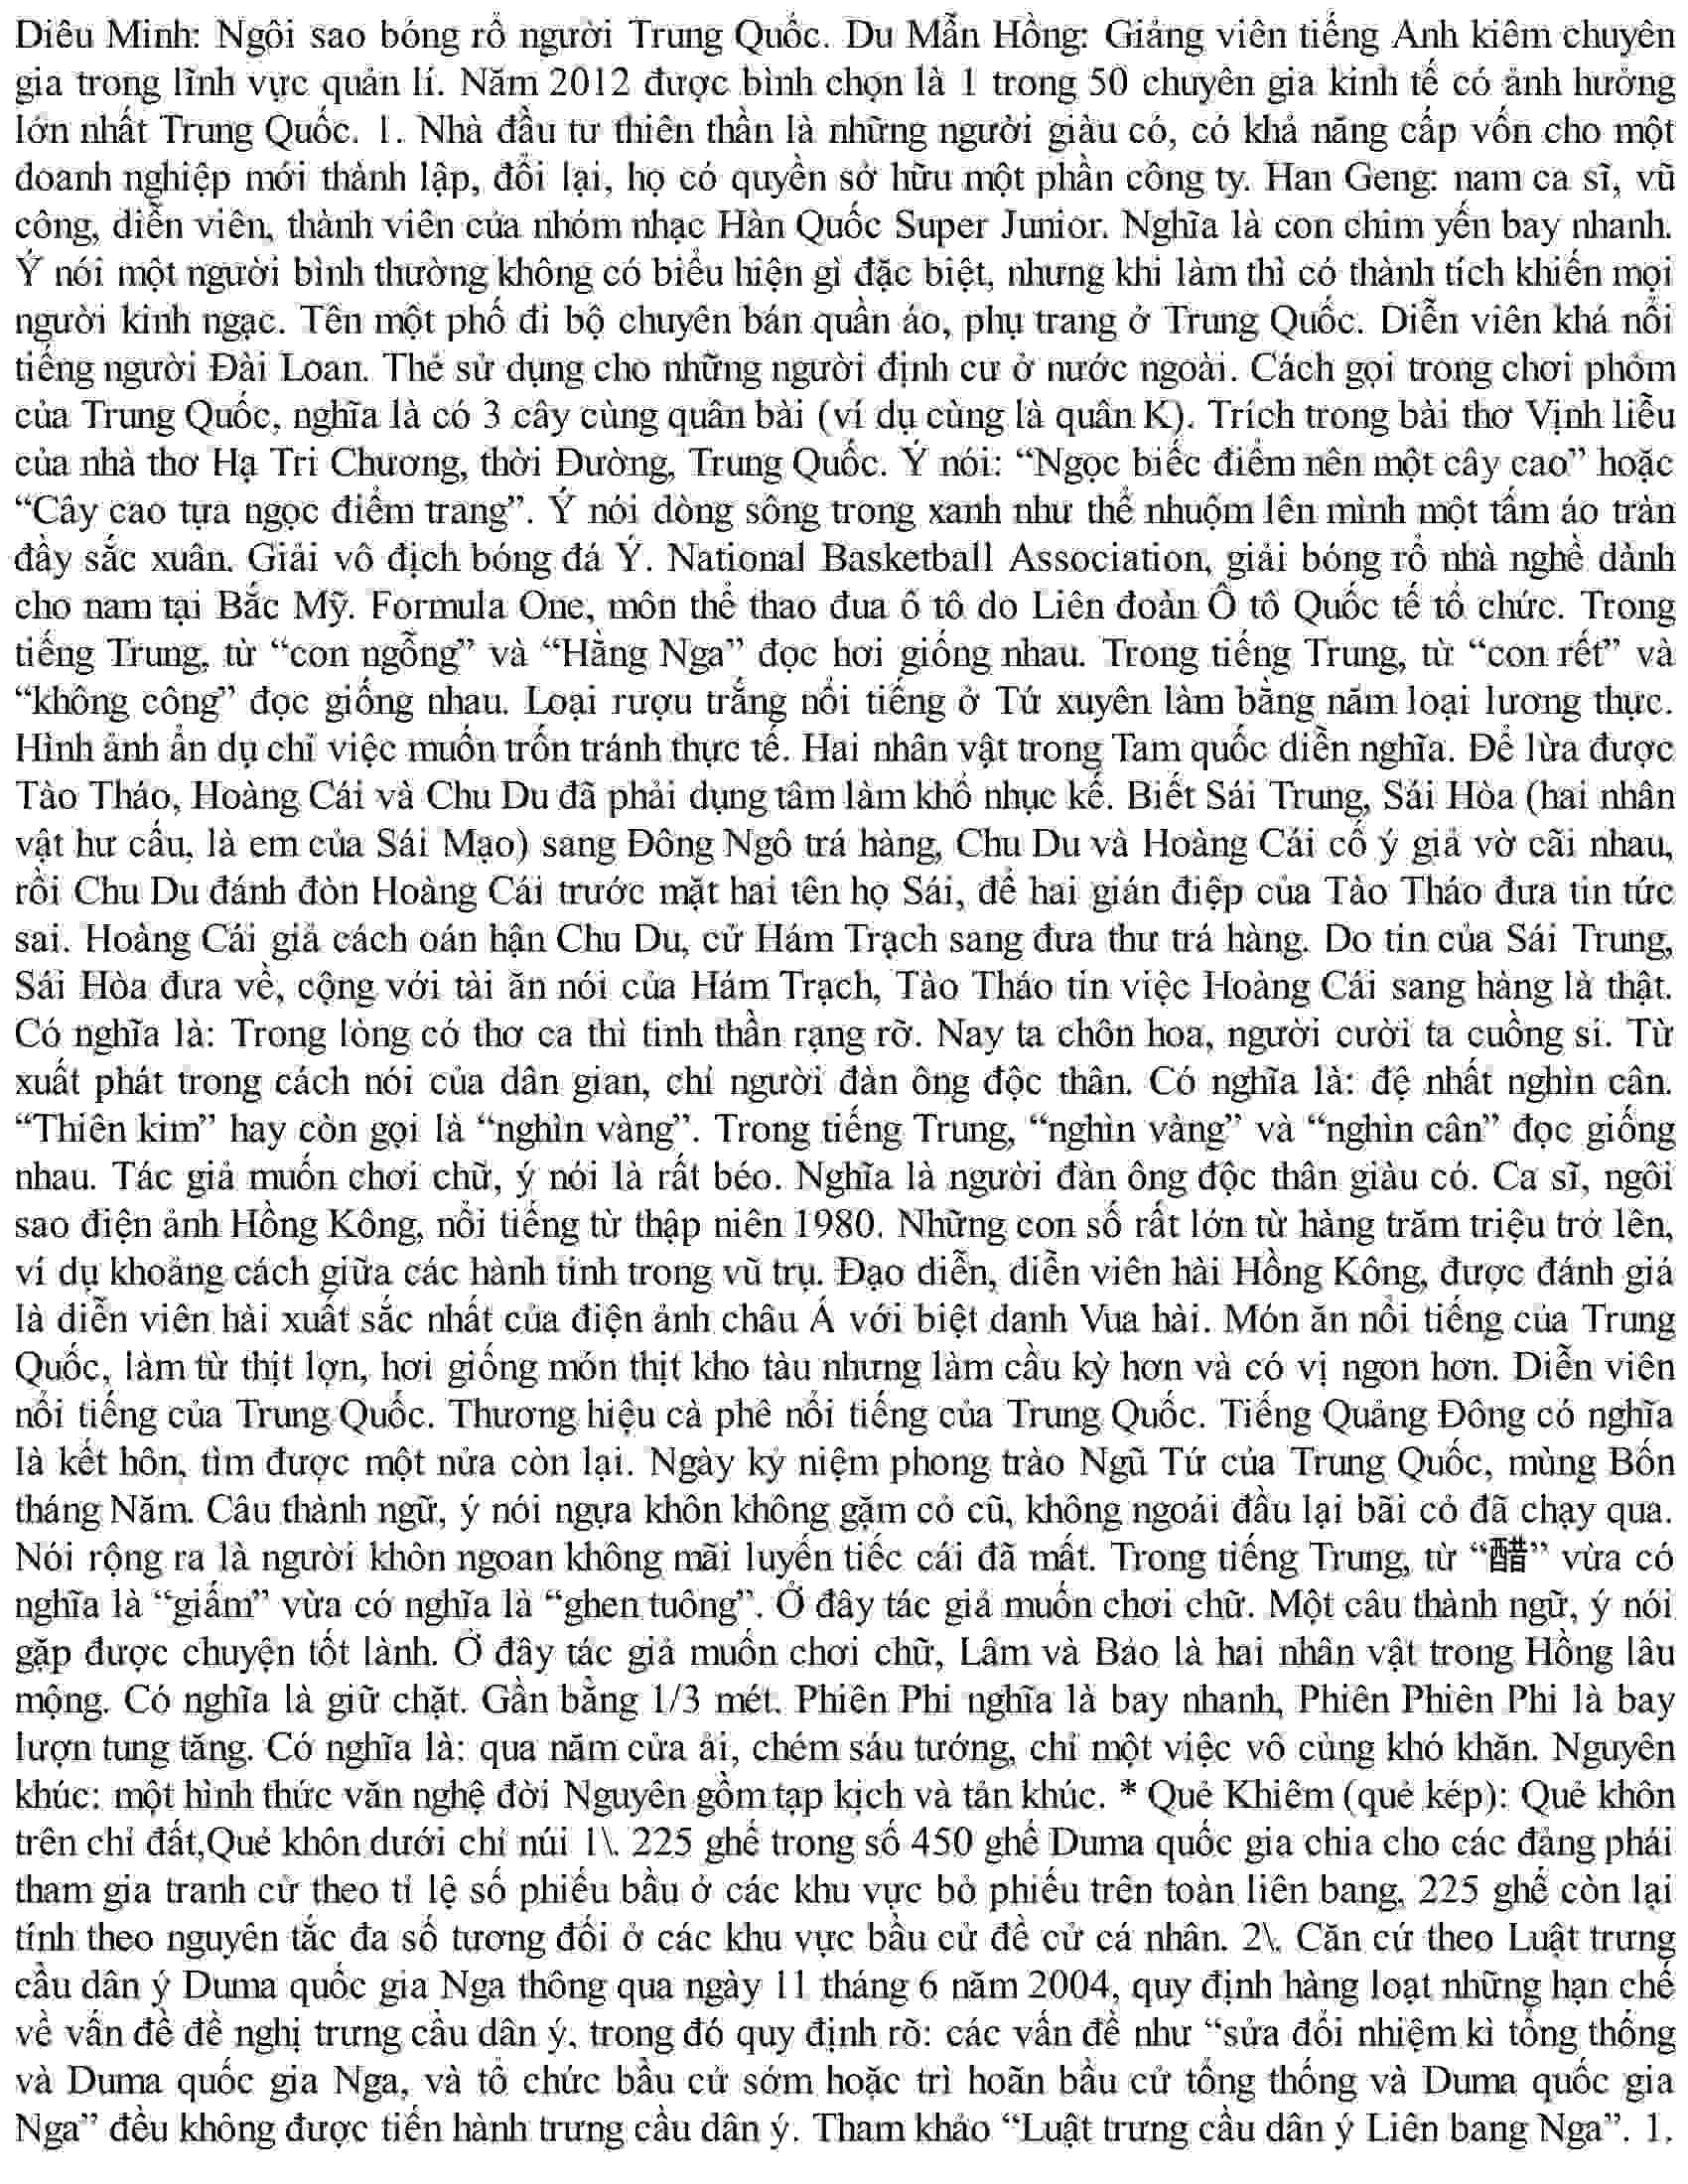 Diêu Minh: Ngôi sao bóng rổ người Trung Quốc. Du Mẫn Hồng: Giảng viên tiếng Anh kiêm chuyên
gia trong lĩnh vực quản lí. Năm 2012 được bình chọn là 1 trong 50 chuyên gia kinh tế có ảnh hưởng
lớn nhất Trung Quốc. 1. Nhà đầu tư thiên thần là những người giàu có, có khả năng cấp vốn cho một
doanh nghiệp mới thành lập, đổi lại, họ có quyền sở hữu một phần công ty. Han Geng: nam ca sĩ, vũ
công, diễn viên, thành viên của nhóm nhạc Hàn Quốc Super Junior. Nghĩa là con chim yến bay nhanh.
Ý nói một người bình thường không có biểu hiện gì đặc biệt, nhưng khi làm thì có thành tích khiến mọi
người kinh ngạc. Tên một phố đi bộ chuyên bán quần áo, phụ trang ở Trung Quốc. Diễn viên khá nổi
tiếng người Đài Loan. Thẻ sử dụng cho những người định cư ở nước ngoài. Cách gọi trong chơi phỏm
của Trung Quốc, nghĩa là có 3 cây cùng quân bài (ví dụ cùng là quân K). Trích trong bài thơ Vịnh liễu
của nhà thơ Hạ Tri Chương, thời Đường, Trung Quốc. Ý nói: “Ngọc biếc điểm nên một cây cao” hoặc
“Cây cao tựa ngọc điểm trang”. Ý nói dòng sông trong xanh như thể nhuộm lên mình một tấm áo tràn
đầy sắc xuân. Giải vô địch bóng đá Ý. National Basketball Association, giải bóng rổ nhà nghề dành
cho nam tại Bắc Mỹ. Formula One, môn thể thao đua ô tô do Liên đoàn Ô tô Quốc tế tổ chức. Trong
tiếng Trung, từ “con ngỗng” và “Hằng Nga” đọc hơi giống nhau. Trong tiếng Trung, từ “con rết” và
“không công” đọc giống nhau. Loại rượu trắng nổi tiếng ở Tứ xuyên làm bằng năm loại lương thực.
Hình ảnh ẩn dụ chỉ việc muốn trốn tránh thực tế. Hai nhân vật trong Tam quốc diễn nghĩa. Để lừa được
Tào Tháo, Hoàng Cái và Chu Du đã phải dụng tâm làm khổ nhục kế. Biết Sái Trung, Sái Hòa (hai nhân
vật hư cấu, là em của Sái Mạo) sang Đông Ngô trá hàng, Chu Du và Hoàng Cái cố ý giả vờ cãi nhau,
rồi Chu Du đánh đòn Hoàng Cái trước mặt hai tên họ Sái, để hai gián điệp của Tào Tháo đưa tin tức
sai. Hoàng Cái giả cách oán hận Chu Du, cử Hám Trạch sang đưa thư trá hàng. Do tin của Sái Trung,
Sái Hòa đưa về, cộng với tài ăn nói của Hám Trạch, Tào Tháo tin việc Hoàng Cái sang hàng là thật.
Có nghĩa là: Trong lòng có thơ ca thì tinh thần rạng rỡ. Nay ta chôn hoa, người cười ta cuồng si. Từ
xuất phát trong cách nói của dân gian, chỉ người đàn ông độc thân. Có nghĩa là: đệ nhất nghìn cân.
“Thiên kim” hay còn gọi là “nghìn vàng”. Trong tiếng Trung, “nghìn vàng” và “nghìn cân” đọc giống
nhau. Tác giả muốn chơi chữ, ý nói là rất béo. Nghĩa là người đàn ông độc thân giàu có. Ca sĩ, ngôi
sao điện ảnh Hồng Kông, nổi tiếng từ thập niên 1980. Những con số rất lớn từ hàng trăm triệu trở lên,
ví dụ khoảng cách giữa các hành tinh trong vũ trụ. Đạo diễn, diễn viên hài Hồng Kông, được đánh giá
là diễn viên hài xuất sắc nhất của điện ảnh châu Á với biệt danh Vua hài. Món ăn nổi tiếng của Trung
Quốc, làm từ thịt lợn, hơi giống món thịt kho tàu nhưng làm cầu kỳ hơn và có vị ngon hơn. Diễn viên
nổi tiếng của Trung Quốc. Thương hiệu cà phê nổi tiếng của Trung Quốc. Tiếng Quảng Đông có nghĩa
là kết hôn, tìm được một nửa còn lại. Ngày kỷ niệm phong trào Ngũ Tứ của Trung Quốc, mùng Bốn
tháng Năm. Câu thành ngữ, ý nói ngựa khôn không gặm cỏ cũ, không ngoái đầu lại bãi cỏ đã chạy qua.
Nói rộng ra là người khôn ngoan không mãi luyến tiếc cái đã mất. Trong tiếng Trung, từ “醋” vừa có
nghĩa là “giấm” vừa có nghĩa là “ghen tuông”. Ở đây tác giả muốn chơi chữ. Một câu thành ngữ, ý nói
gặp được chuyện tốt lành. Ở đây tác giả muốn chơi chữ, Lâm và Bảo là hai nhân vật trong Hồng lâu
mộng. Có nghĩa là giữ chặt. Gần bằng 1/3 mét. Phiên Phi nghĩa là bay nhanh, Phiên Phiên Phi là bay
lượn tung tăng. Có nghĩa là: qua năm cửa ải, chém sáu tướng, chỉ một việc vô cùng khó khăn. Nguyên
khúc: một hình thức văn nghệ đời Nguyên gồm tạp kịch và tản khúc. * Quẻ Khiêm (quẻ kép): Quẻ khôn
trên chỉ đất,Quẻ khôn dưới chỉ núi 1\. 225 ghế trong số 450 ghế Duma quốc gia chia cho các đảng phái
tham gia tranh cử theo tỉ lệ số phiếu bầu ở các khu vực bỏ phiếu trên toàn liên bang, 225 ghế còn lại
tính theo nguyên tắc đa số tương đối ở các khu vực bầu cử đề cử cá nhân. 2\. Căn cứ theo Luật trưng
cầu dân ý Duma quốc gia Nga thông qua ngày 11 tháng 6 năm 2004, quy định hàng loạt những hạn chế
về vấn đề đề nghị trưng cầu dân ý, trong đó quy định rõ: các vấn đề như “sửa đổi nhiệm kì tổng thống
và Duma quốc gia Nga, và tổ chức bầu cử sớm hoặc trì hoãn bầu cử tổng thống và Duma quốc gia
Nga” đều không được tiến hành trưng cầu dân ý. Tham khảo “Luật trưng cầu dân ý Liên bang Nga”. 1.